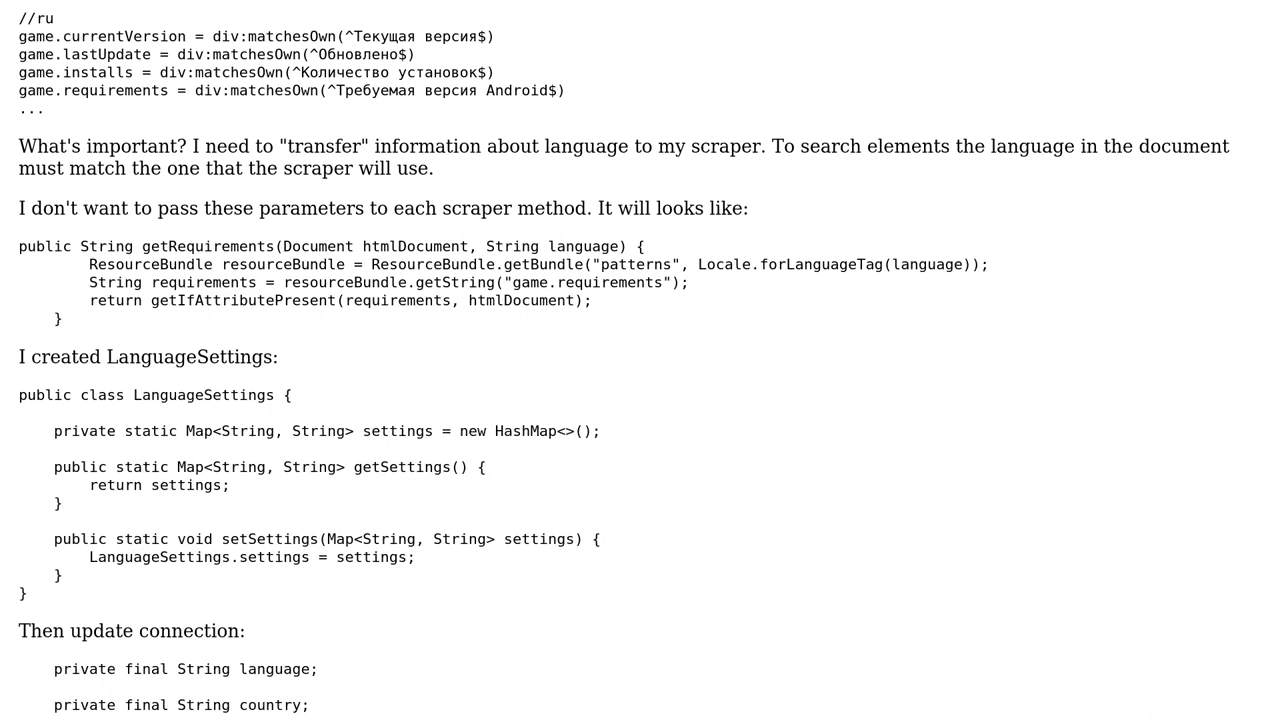 //ru
game.currentVersion = div:matchesOwn(^Текущая версия$)
game.lastUpdate = div:matchesOwn(^Обновлено$)
game.installs = div:matchesOwn(^Количество установок$)
game.requirements = div:matchesOwn(^Требуемая версия Android$)
...
What's important? I need to "transfer" information about language to my scraper. To search elements the language in the document
must match the one that the scraper will use.
I don't want to pass these parameters to each scraper method. It will looks like:
public String getRequirements(Document htmlDocument, String language) {
        ResourceBundle resourceBundle = ResourceBundle.getBundle("patterns", Locale.forLanguageTag(language));
        String requirements = resourceBundle.getString("game.requirements");
        return getIfAttributePresent(requirements, htmlDocument);
    }
I created LanguageSettings:
public class LanguageSettings {
    private static Map<String, String> settings = new HashMap<>();
    public static Map<String, String> getSettings() {
        return settings;
    }
    public static void setSettings(Map<String, String> settings) {
        LanguageSettings.settings = settings;
    }
}
Then update connection:
    private final String language;
    private final String country;